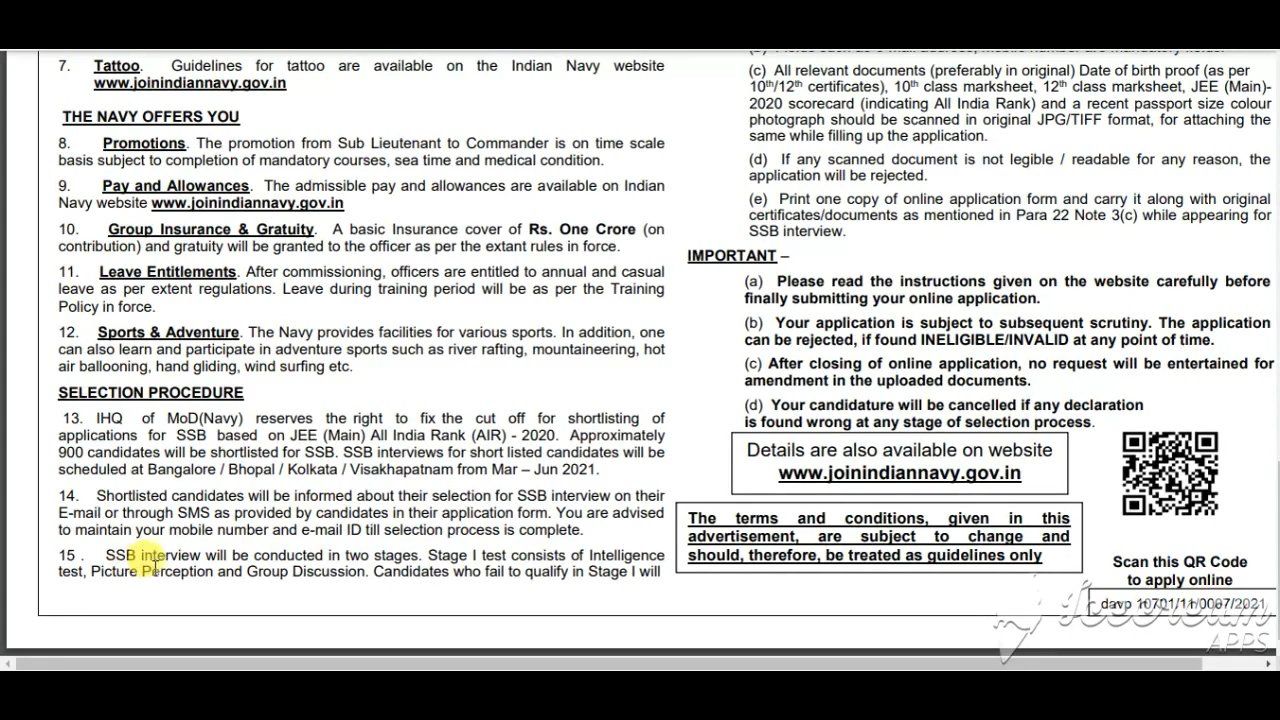 7. Tattoo. Guidelines for tattoo are available on the Indian Navy website
www.joinindiannavy.gov.in
THE NAVY OFFERS YOU
8. Promotions. The promotion from Sub Lieutenant to Commander is on time scale
basis subject to completion of mandatory courses, sea time and medical condition.
9. Pay and Allowances. The admissible pay and allowances are available on Indian
Navy website www.joinindiannavy.gov.in
10. Group Insurance & Gratuity. A basic Insurance cover of Rs. One Crore (on
contribution) and gratuity will be granted to the officer as per the extant rules in force.
11. Leave Entitlements. After commissioning, officers are entitled to annual and casual
leave as per extent regulations. Leave during training period will be as per the Training
Policy in force.
12. Sports & Adventure. The Navy provides facilities for various sports. In addition, one
can also learn and participate in adventure sports such as river rafting, mountaineering, hot
air ballooning, hand gliding, wind surfing etc.
SELECTION PROCEDURE
13. IHQ of MoD(Navy) reserves the right to fix the cut off for shortlisting of
applications for SSB based on JEE (Main) All India Rank (AIR) - 2020. Approximately
900 candidates will be shortlisted for SSB. SSB interviews for short listed candidates will be
scheduled at Bangalore / Bhopal / Kolkata / Visakhapatnam from Mar – Jun 2021.
14. Shortlisted candidates will be informed about their selection for SSB interview on their
E-mail or through SMS as provided by candidates in their application form. You are advised
to maintain your mobile number and e-mail ID till selection process is complete.
15 . SSB interview will be conducted in two stages. Stage I test consists of Intelligence
test, Picture Perception and Group Discussion. Candidates who fail to qualify in Stage I will
(c) All relevant documents (preferably in original) Date of birth proof (as per
10th/12th certificates), 10th class marksheet, 12th class marksheet, JEE (Main)-
2020 scorecard (indicating All India Rank) and a recent passport size colour
photograph should be scanned in original JPG/TIFF format, for attaching the
same while filling up the application.
(d) If any scanned document is not legible / readable for any reason, the
application will be rejected.
(e) Print one copy of online application form and carry it along with original
certificates/documents as mentioned in Para 22 Note 3(c) while appearing for
SSB interview.
IMPORTANT –
(a) Please read the instructions given on the website carefully before
finally submitting your online application.
(b) Your application is subject to subsequent scrutiny. The application
can be rejected, if found INELIGIBLE/INVALID at any point of time.
(c) After closing of online application, no request will be entertained for
amendment in the uploaded documents.
(d) Your candidature will be cancelled if any declaration
is found wrong at any stage of selection process.
Details are also available on website
www.joinindiannavy.gov.in
The terms and conditions, given in this
advertisement, are subject to change and
should, therefore, be treated as guidelines only
Scan this QR Code
to apply online
davp 10701/11/0007/2021
Icecream
APPS